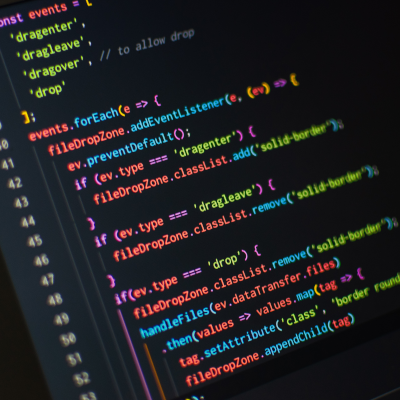 const events = [
'dragenter',
'dragleave',
'dragover', // to allow drop
'drop'
];
events.forEach(e => {
fileDropZone.addEventListener(e, (ev) => {
41 ev.preventDefault();
42 if (ev.type === 'dragenter') {
43 fileDropZone.classList.add('solid-border');
44 }
45 if (ev.type === 'dragleave') {
46 fileDropZone.classList.remove('solid-border');
47 }
48 if(ev.type === 'drop') {
49 fileDropZone.classList.remove('solid-border');
50 handleFiles(ev.dataTransfer.files)
51 .then(values => values.map(tag => {
52 tag.setAttribute('class', 'border round
53 fileDropZone.appendChild(tag)